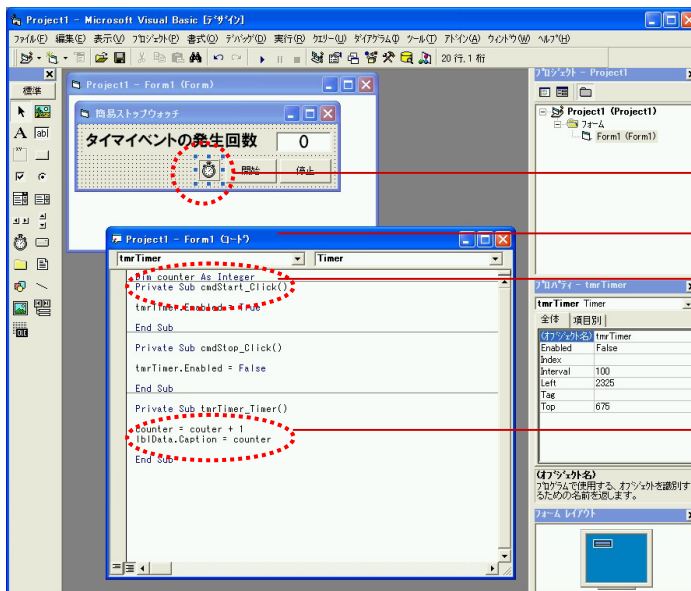 Project1 - Microsoft Visual Basic [ﾃﾞｻﾞｲﾝ]
ﾌｧｲﾙ(F) 編集(E) 表示(V) ﾌﾟﾛｼﾞｪｸﾄ(P) 書式(O) ﾃﾞﾊﾞｯｸﾞ(D) 実行(R) ｸｴﾘｰ(U) ﾀﾞｲｱｸﾞﾗﾑ(I) ﾂｰﾙ(T) ｱﾄﾞｲﾝ(A) ｳｨﾝﾄﾞｳ(W) ﾍﾙﾌﾟ(H)
20 行, 1 桁
標準
Project1 - Form1 (Form)
簡易ストップウォッチ
タイマイベントの発生回数 0
開始 停止
Project1 - Form1 (ｺｰﾄﾞ)
tmrTimer Timer
Dim counter As Integer
Private Sub cmdStart_Click()
tmrTimer.Enabled = True
End Sub
Private Sub cmdStop_Click()
tmrTimer.Enabled = False
End Sub
Private Sub tmrTimer_Timer()
counter = couter + 1
lblData.Caption = counter
End Sub
ﾌﾟﾛｼﾞｪｸﾄ - Project1
Project1 (Project1)
ﾌｫｰﾑ
Form1 (Form1)
ﾌﾟﾛﾊﾟﾃｨ - tmrTimer
tmrTimer Timer
全体 項目別
(ｵﾌﾞｼﾞｪｸﾄ名) tmrTimer
Enabled False
Index
Interval 100
Left 2325
Tag
Top 675
(ｵﾌﾞｼﾞｪｸﾄ名)
ﾌﾟﾛｸﾞﾗﾑで使用する、ｵﾌﾞｼﾞｪｸﾄを識別す
るための名前を返します。
ﾌｫｰﾑ ﾚｲｱｳﾄ